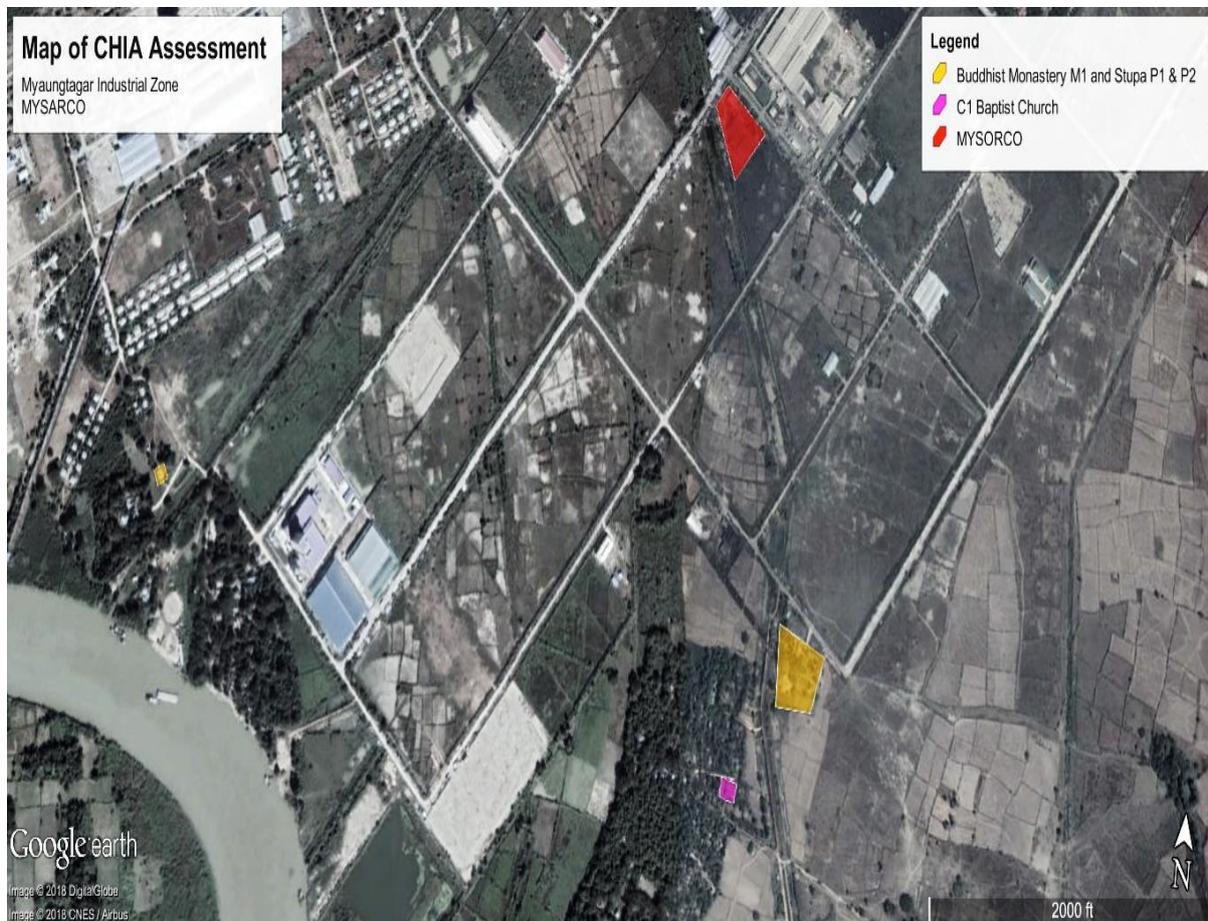 Map of CHIA Assessment
Myaungtagar Industrial Zone
MYSARCO
Legend
Buddhist Monastery M1 and Stupa P1 & P2
C1 Baptist Church
MYSORCO
Google earth
Image © 2018 DigitalGlobe
Image © 2018 CNES / Airbus
N
2000 ft